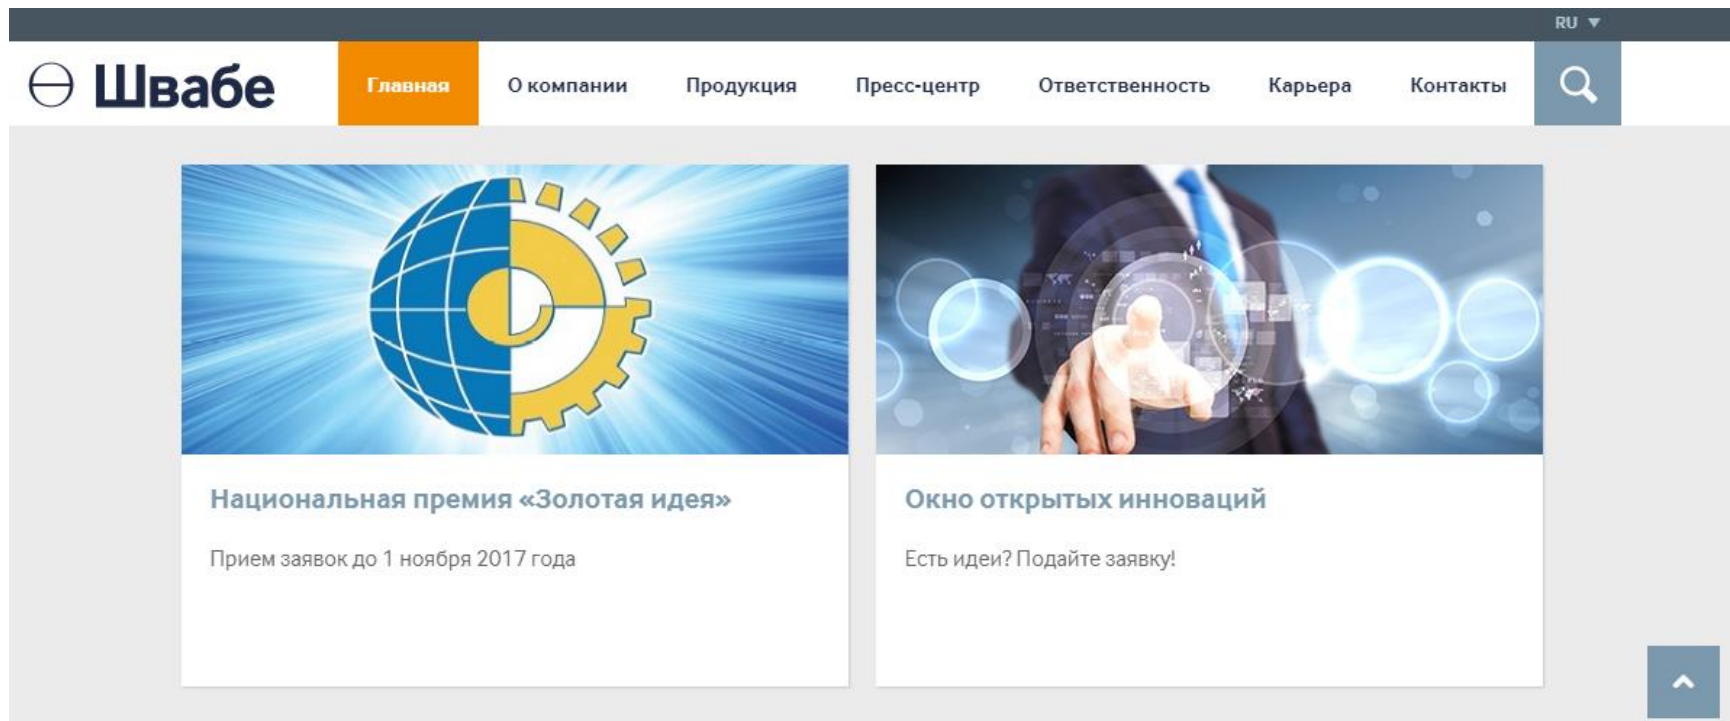 RU
Швабе
Главная
О компании
Продукция
Пресс-центр
Ответственность
Карьера
Контакты
Национальная премия «Золотая идея»
Прием заявок до 1 ноября 2017 года
Окно открытых инноваций
Есть идеи? Подайте заявку!